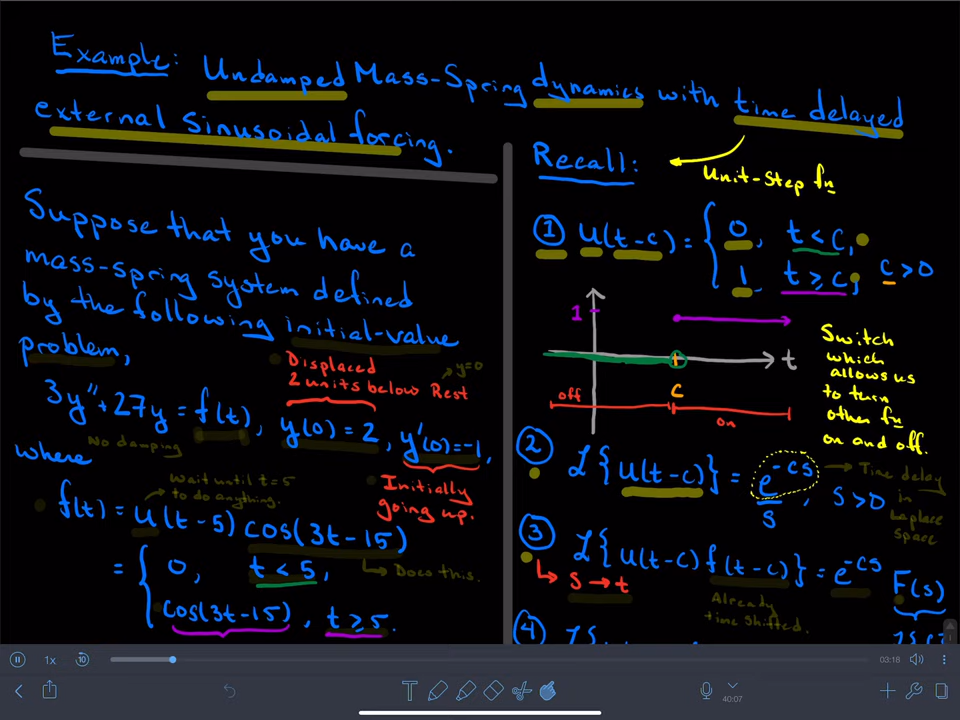 Example: Undamped Mass-Spring dynamics with time delayed
external sinusoidal forcing.
Suppose that you have a
mass-spring system defined
by the following initial-value
problem,
Displaced
2 units below Rest
y=0
3y''+27y = f(t), y(0) = 2, y'(0)=-1,
No damping
where
Wait until t=5
to do anything.
Initially
going up.
f(t) = u(t-5) cos(3t-15)
Does this.
= { 0, t < 5,
cos(3t-15), t ≥ 5.
Recall:
Unit-Step fn
1 u(t-c) = { 0, t < c,
1, t ≥ c, c > 0
1
t
c
off
on
Switch
which
allows us
to turn
other fn
on and off.
2 ℒ{u(t-c)} = e^-cs / s, s > 0
Time delay
in
Laplace
space
3 ℒ{u(t-c) f(t-c)} = e^-cs F(s)
s → t
Already
time shifted.
4
1x
10
03:18
40:07